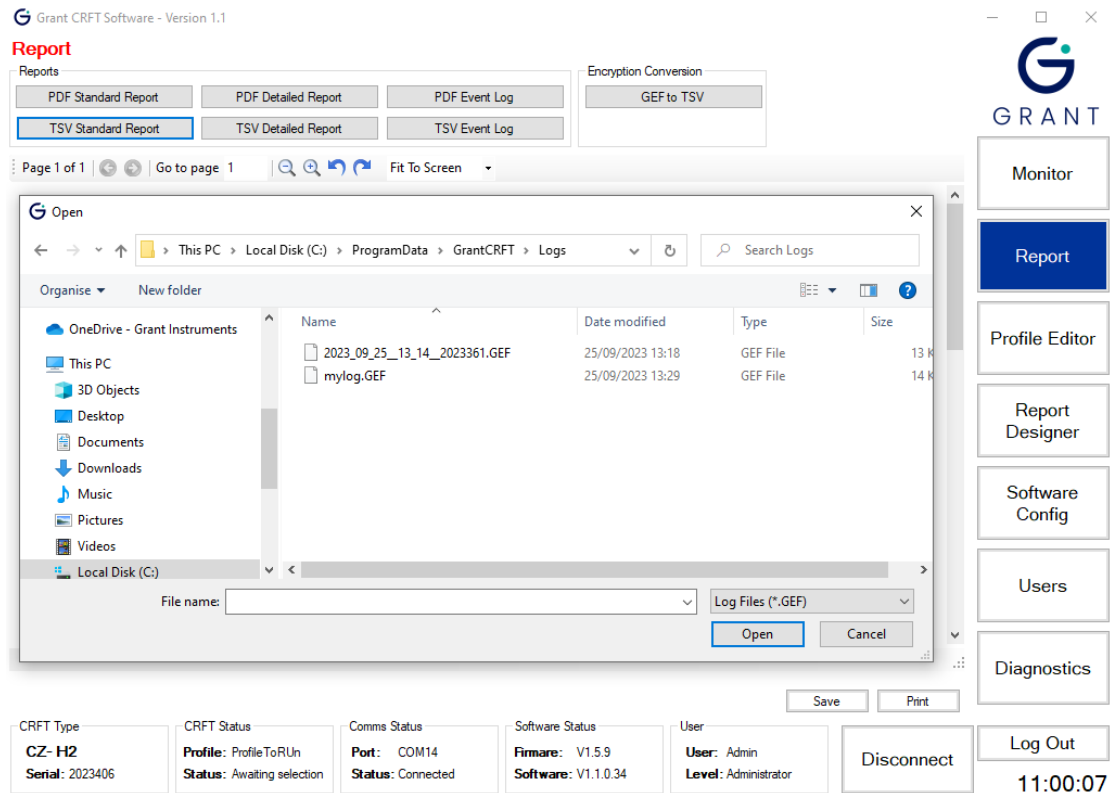 Grant CRFT Software - Version 1.1
Report
Reports
PDF Standard Report
PDF Detailed Report
PDF Event Log
TSV Standard Report
TSV Detailed Report
TSV Event Log
Encryption Conversion
GEF to TSV
GRANT
Page 1 of 1
Go to page 1
Fit To Screen
Open
This PC > Local Disk (C:) > ProgramData > GrantCRFT > Logs
Search Logs
Organise
New folder
OneDrive - Grant Instruments
This PC
3D Objects
Desktop
Documents
Downloads
Music
Pictures
Videos
Local Disk (C:)
Name Date modified Type Size
2023_09_25__13_14__2023361.GEF 25/09/2023 13:18 GEF File 13 K
mylog.GEF 25/09/2023 13:29 GEF File 14 K
File name:
Log Files (*.GEF)
Open
Cancel
Monitor
Report
Profile Editor
Report
Designer
Software
Config
Users
Diagnostics
Save
Print
CRFT Type
CZ- H2
Serial: 2023406
CRFT Status
Profile: ProfileToRUn
Status: Awaiting selection
Comms Status
Port: COM14
Status: Connected
Software Status
Firmare: V1.5.9
Software: V1.1.0.34
User
User: Admin
Level: Administrator
Disconnect
Log Out
11:00:07